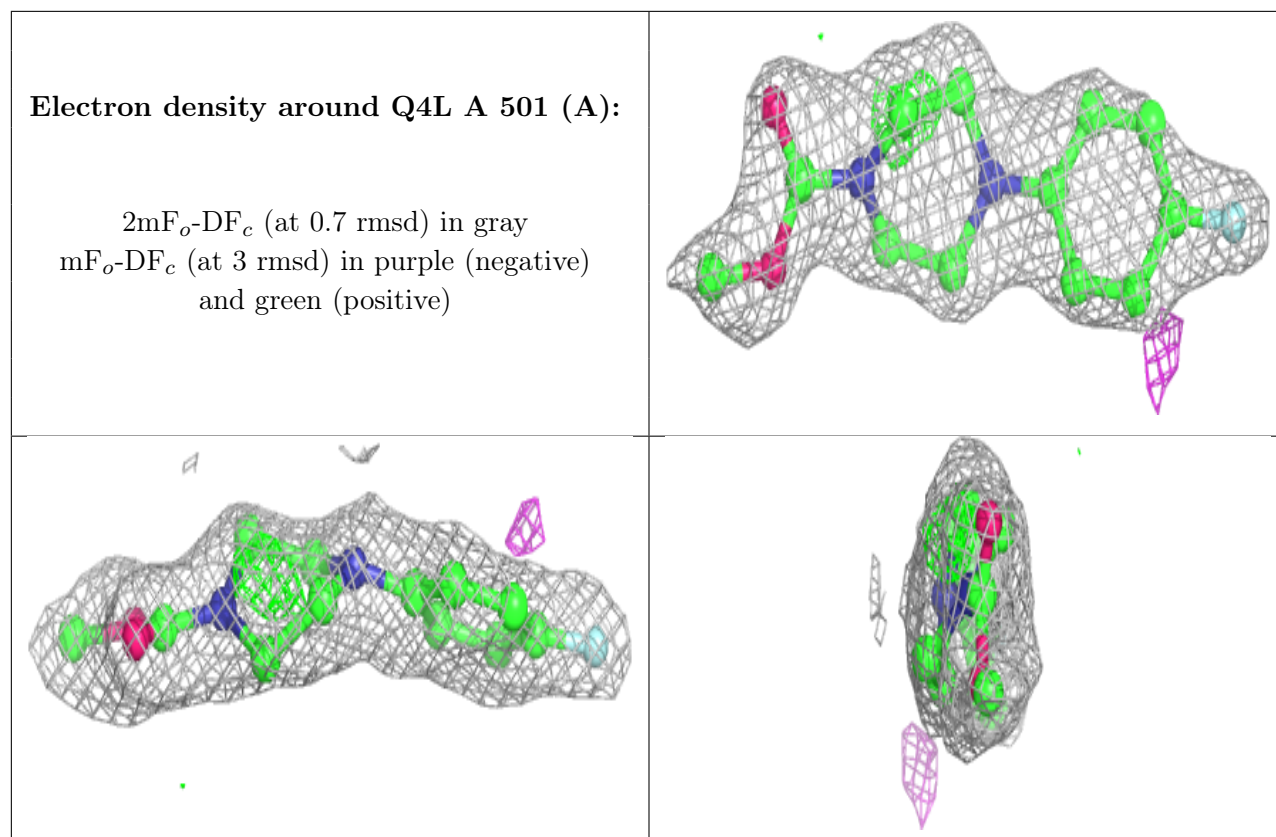 Electron density around Q4L A 501 (A):
2mFₒ-DF𝒸 (at 0.7 rmsd) in gray
mFₒ-DF𝒸 (at 3 rmsd) in purple (negative)
and green (positive)